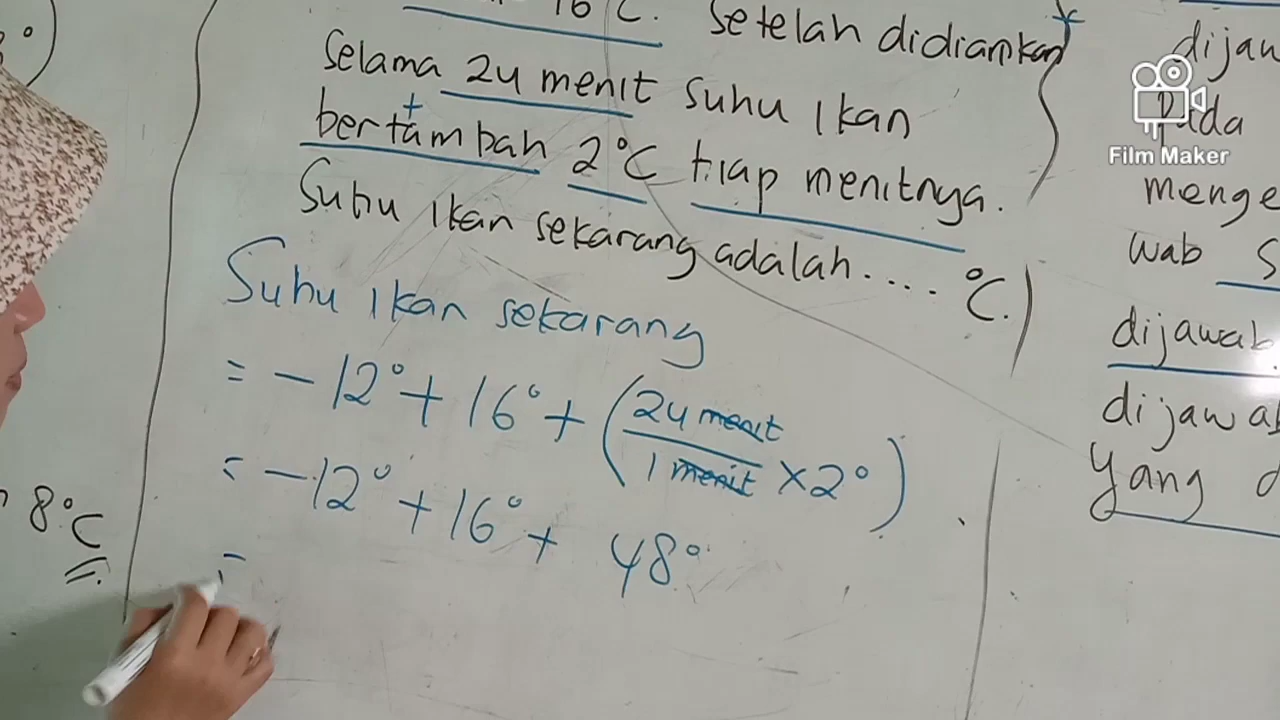 16°C. Setelah didiamkan
Selama 24 menit suhu ikan
+
bertambah 2°C tiap menitnya.
Suhu ikan sekarang adalah.... °C.
Suhu ikan sekarang
= -12° + 16° + (24 menit / 1 menit × 2°)
= -12° + 16° + 48°
=
8°C
dijaw
pada
menge
wab S
dijawab.
dijawab
yang d
Film Maker